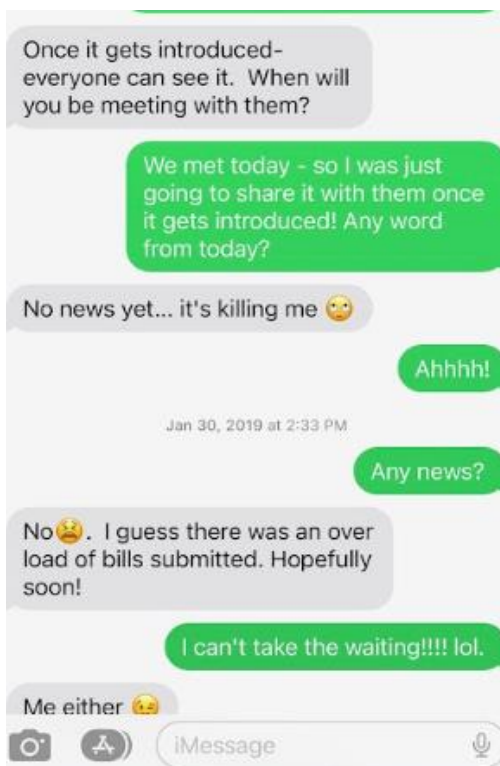 Once it gets introduced-
everyone can see it. When will
you be meeting with them?
We met today - so I was just
going to share it with them once
it gets introduced! Any word
from today?
No news yet... it's killing me 🙄
Ahhhh!
Jan 30, 2019 at 2:33 PM
Any news?
No😫. I guess there was an over
load of bills submitted. Hopefully
soon!
I can't take the waiting!!!! lol.
Me either 🤪
iMessage